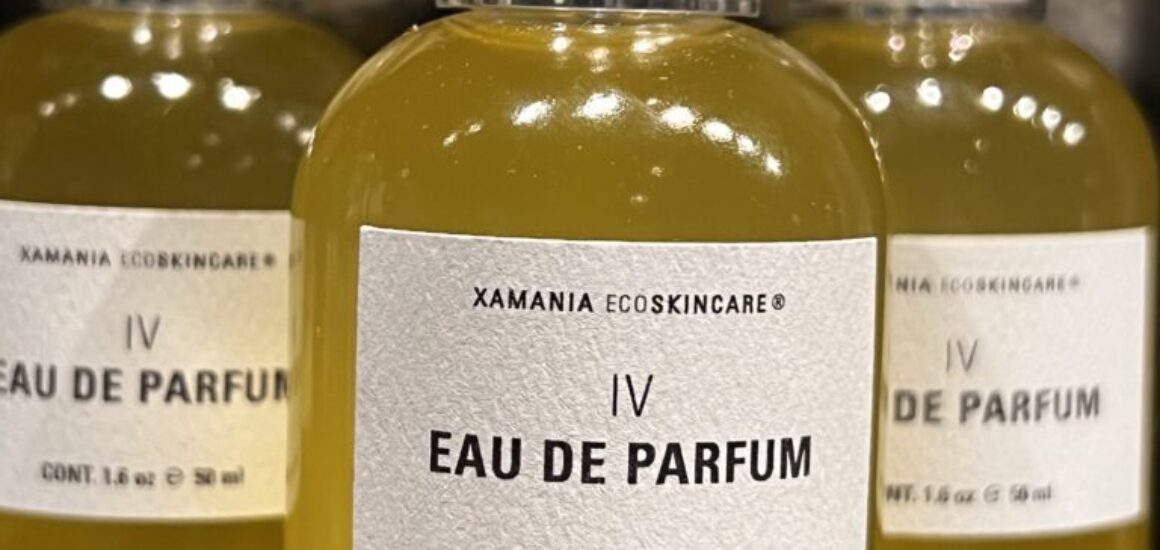 XAMANIA ECOSKINCARE®
IV
EAU DE PARFUM
CONT. 1.6 oz ℮ 50 ml
XAMANIA ECOSKINCARE®
IV
EAU DE PARFUM
NIA ECOSKINCARE®
IV
DE PARFUM
NT. 1.6 oz ℮ 50 ml